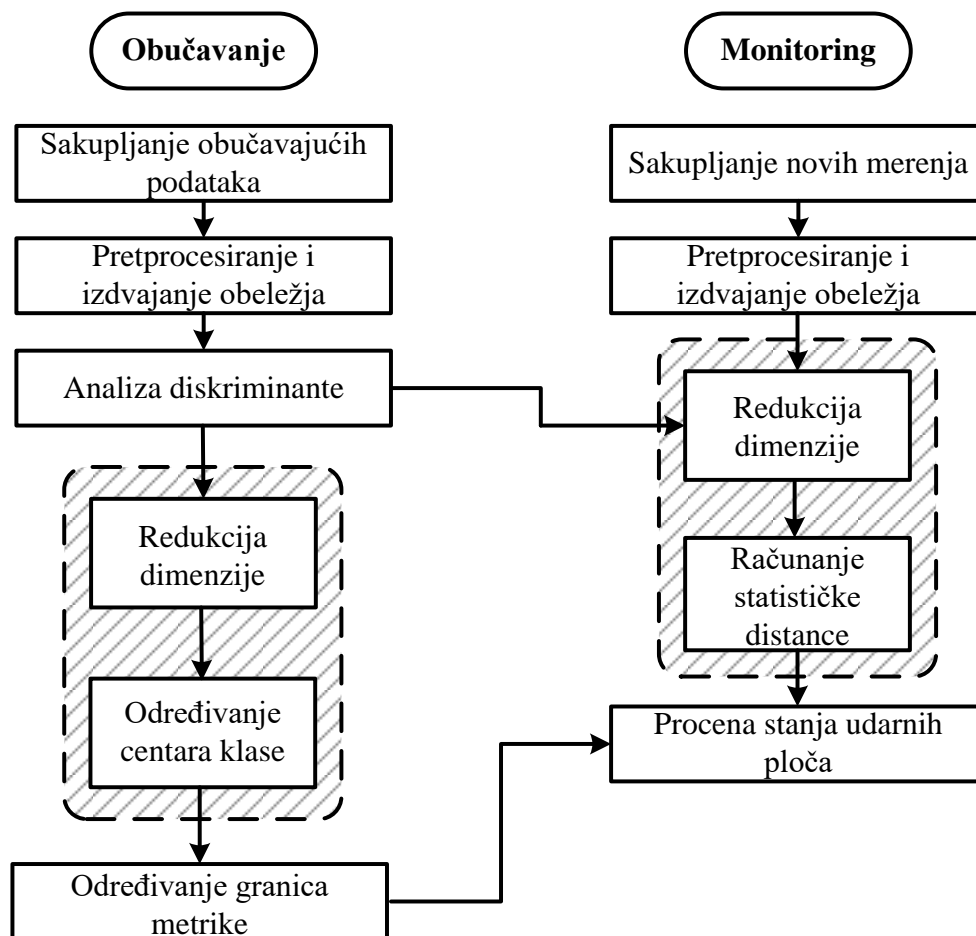 Obučavanje
Sakupljanje obučavajućih
podataka
Pretprocesiranje i
izdvajanje obeležja
Analiza diskriminante
Redukcija
dimenzije
Određivanje
centara klase
Određivanje granica
metrike
Monitoring
Sakupljanje novih merenja
Pretprocesiranje i
izdvajanje obeležja
Redukcija
dimenzije
Računanje
statističke
distance
Procena stanja udarnih
ploča